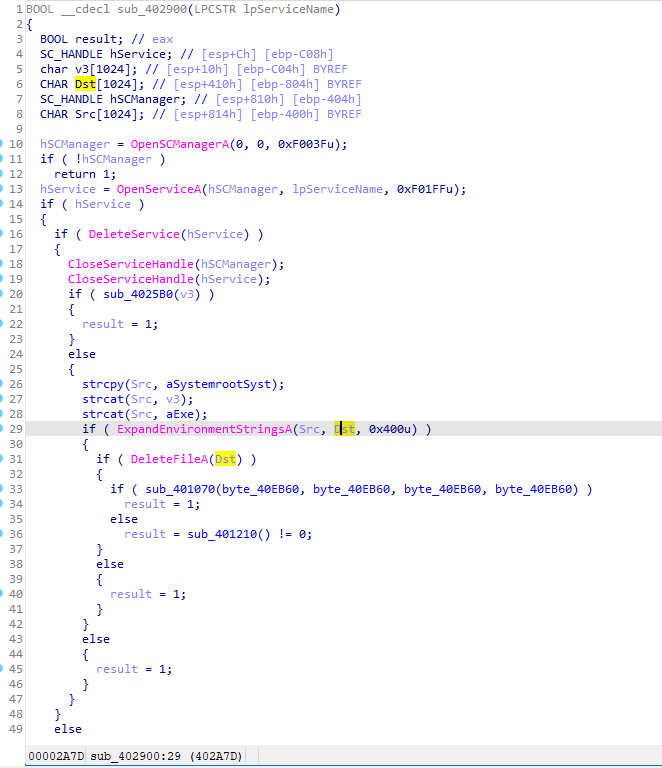 1 BOOL __cdecl sub_402900(LPCSTR lpServiceName)
2 {
3 BOOL result; // eax
4 SC_HANDLE hService; // [esp+Ch] [ebp-C08h]
5 char v3[1024]; // [esp+10h] [ebp-C04h] BYREF
6 CHAR Dst[1024]; // [esp+410h] [ebp-804h] BYREF
7 SC_HANDLE hSCManager; // [esp+810h] [ebp-404h]
8 CHAR Src[1024]; // [esp+814h] [ebp-400h] BYREF
9
10 hSCManager = OpenSCManagerA(0, 0, 0xF003Fu);
11 if ( !hSCManager )
12 return 1;
13 hService = OpenServiceA(hSCManager, lpServiceName, 0xF01FFu);
14 if ( hService )
15 {
16 if ( DeleteService(hService) )
17 {
18 CloseServiceHandle(hSCManager);
19 CloseServiceHandle(hService);
20 if ( sub_4025B0(v3) )
21 {
22 result = 1;
23 }
24 else
25 {
26 strcpy(Src, aSystemrootSyst);
27 strcat(Src, v3);
28 strcat(Src, aExe);
29 if ( ExpandEnvironmentStringsA(Src, Dst, 0x400u) )
30 {
31 if ( DeleteFileA(Dst) )
32 {
33 if ( sub_401070(byte_40EB60, byte_40EB60, byte_40EB60, byte_40EB60) )
34 result = 1;
35 else
36 result = sub_401210() != 0;
37 }
38 else
39 {
40 result = 1;
41 }
42 }
43 else
44 {
45 result = 1;
46 }
47 }
48 }
49 else
00002A7D sub_402900:29 (402A7D)